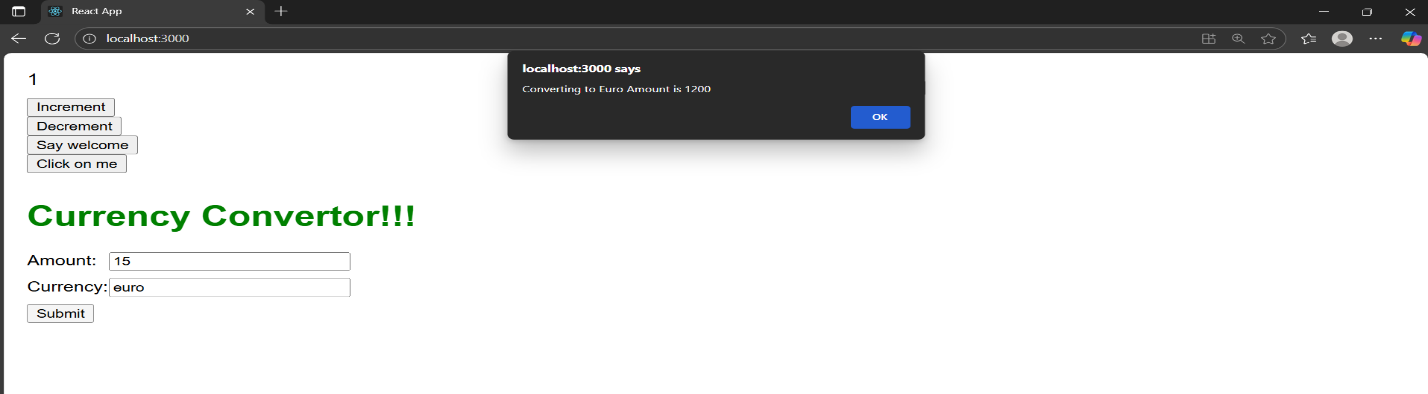 React App
localhost:3000
localhost:3000 says
Converting to Euro Amount is 1200
OK
1
Increment
Decrement
Say welcome
Click on me
Currency Convertor!!!
Amount: 15
Currency: euro
Submit